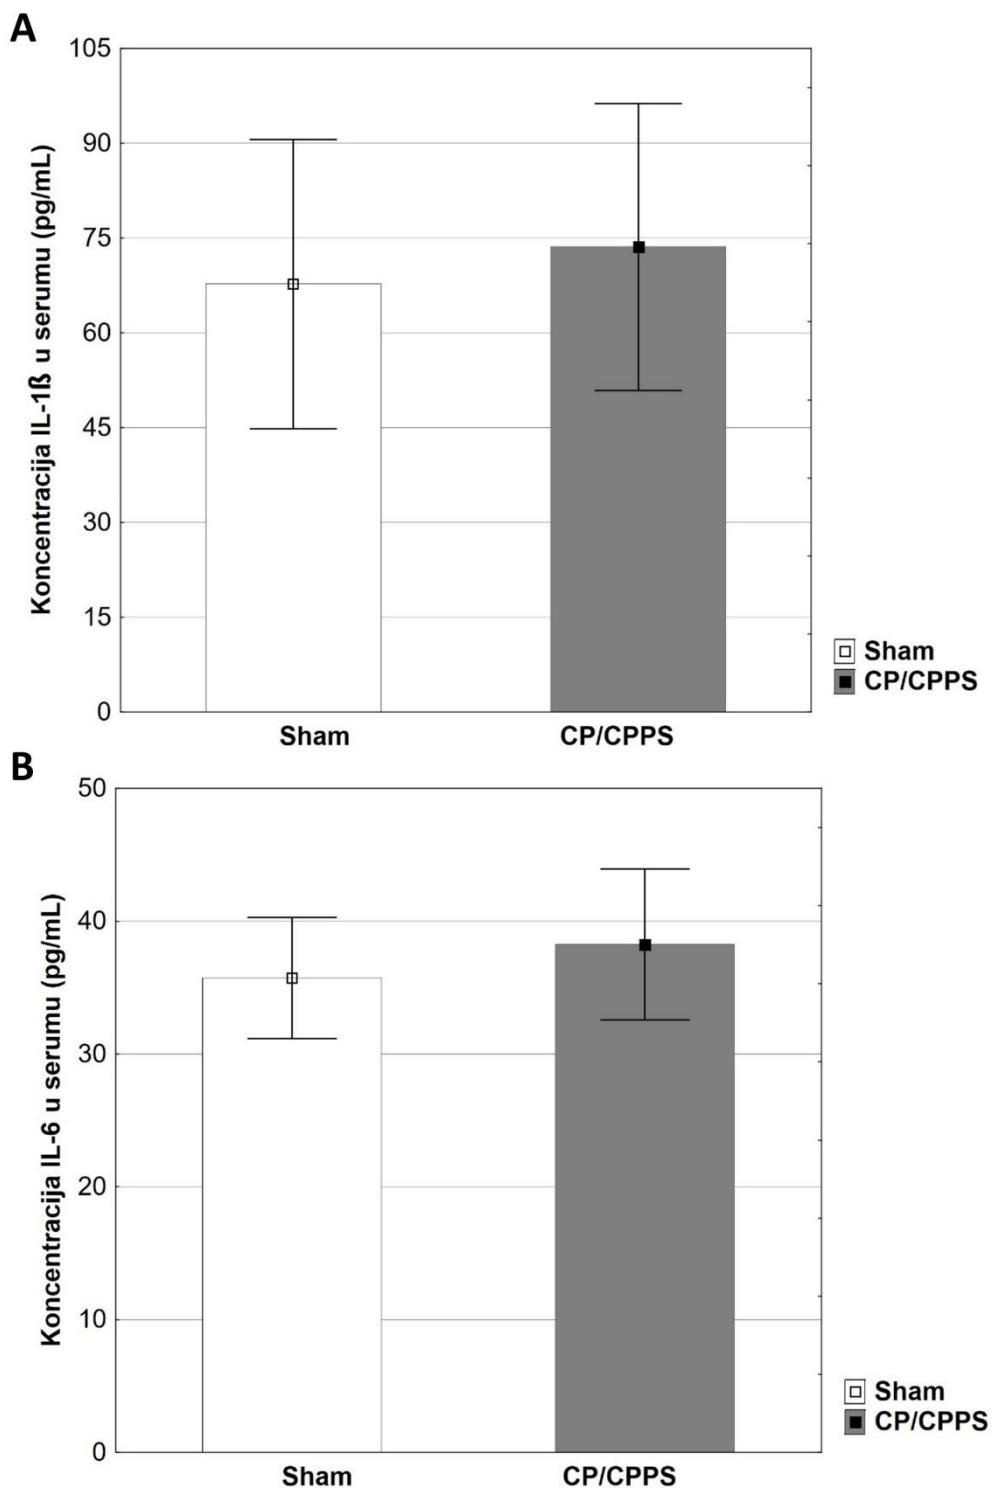 A
105
90
75
60
45
30
15
0
Koncentracija IL-1ß u serumu (pg/mL)
Sham
CP/CPPS
Sham
CP/CPPS
B
50
40
30
20
10
0
Koncentracija IL-6 u serumu (pg/mL)
Sham
CP/CPPS
Sham
CP/CPPS